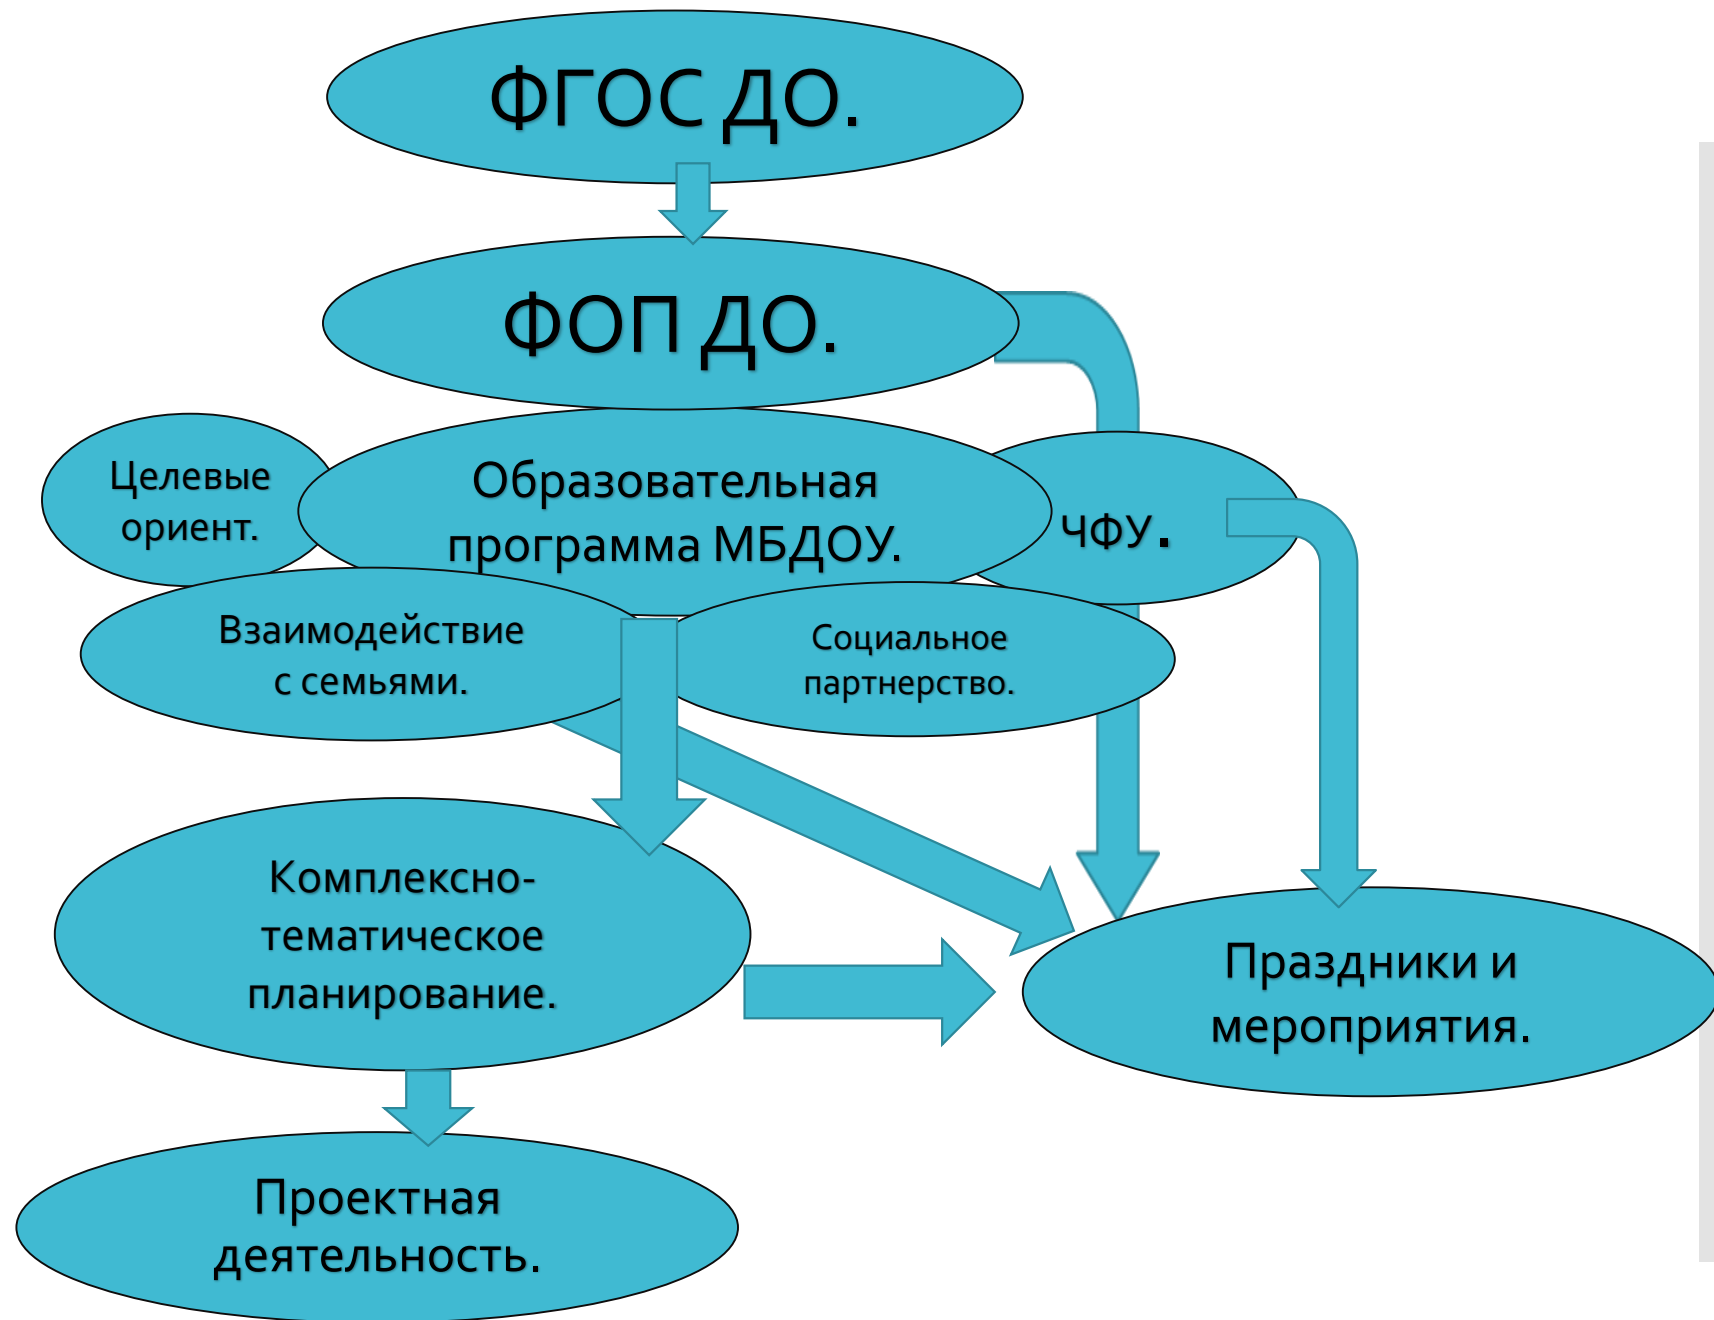 ФГОС ДО.
ФОП ДО.
Целевые
ориент.
Образовательная
программа МБДОУ.
ЧФУ.
Взаимодействие
с семьями.
Социальное
партнерство.
Комплексно-
тематическое
планирование.
Праздники и
мероприятия.
Проектная
деятельность.